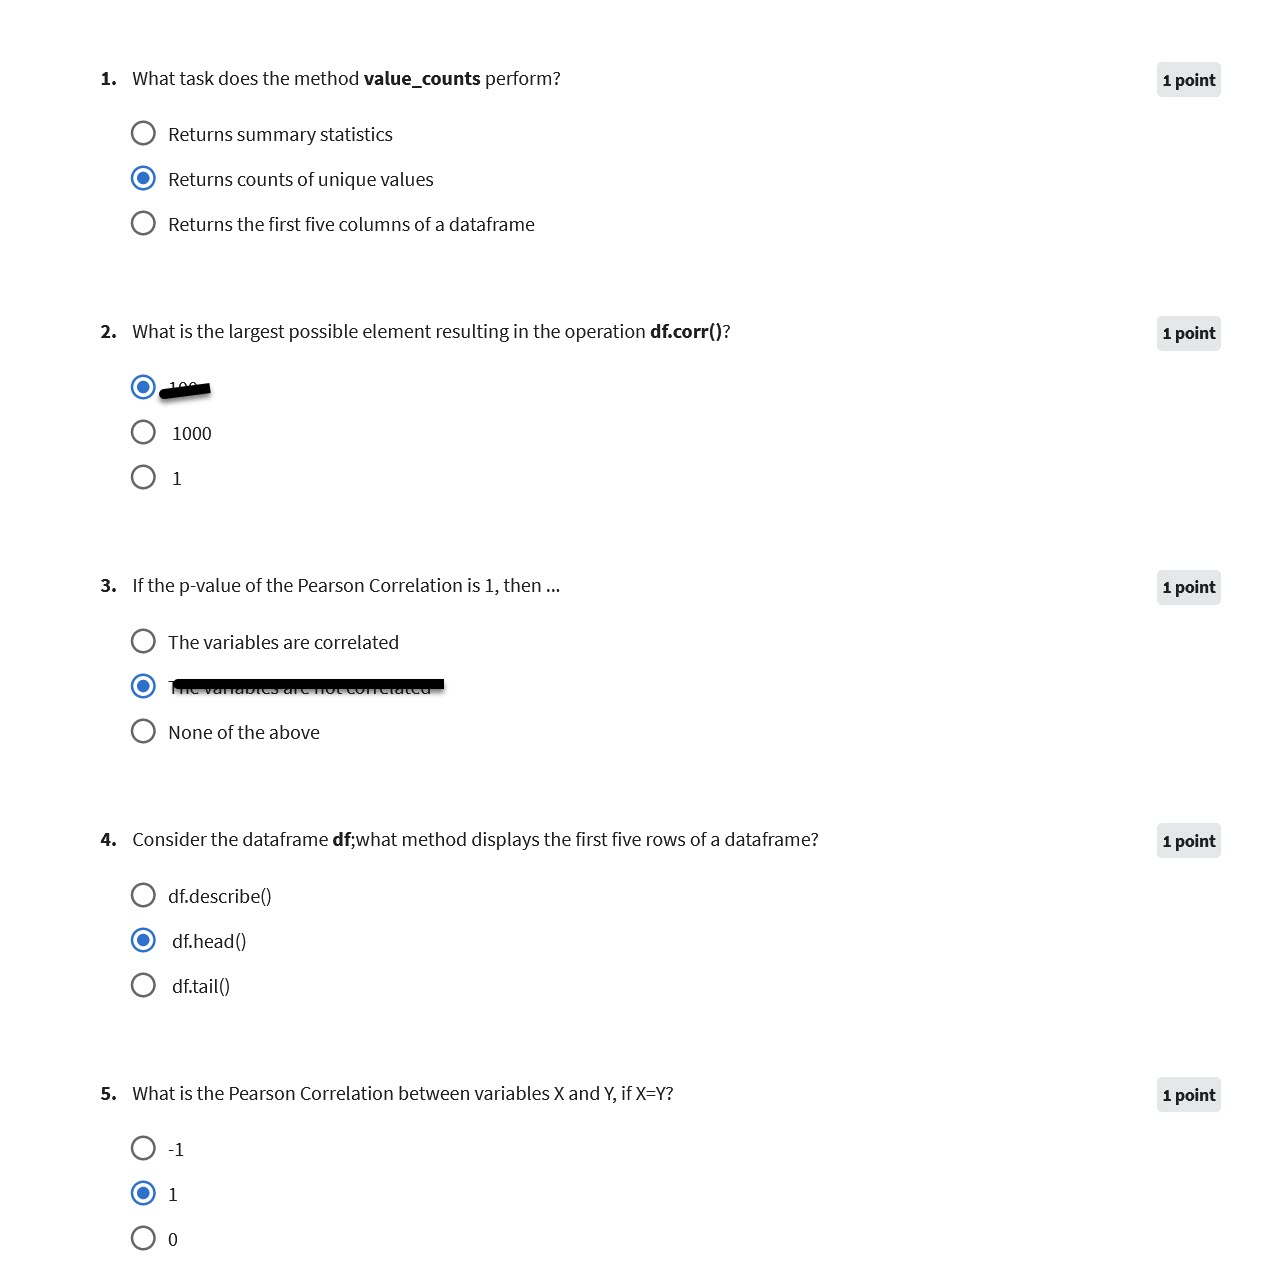 1. What task does the method value_counts perform?
1 point
Returns summary statistics
Returns counts of unique values
Returns the first five columns of a dataframe
2. What is the largest possible element resulting in the operation df.corr()?
1 point
1000
1
3. If the p-value of the Pearson Correlation is 1, then ...
1 point
The variables are correlated
The variables are not correlated
None of the above
4. Consider the dataframe df;what method displays the first five rows of a dataframe?
1 point
df.describe()
df.head()
df.tail()
5. What is the Pearson Correlation between variables X and Y, if X=Y?
1 point
-1
1
0